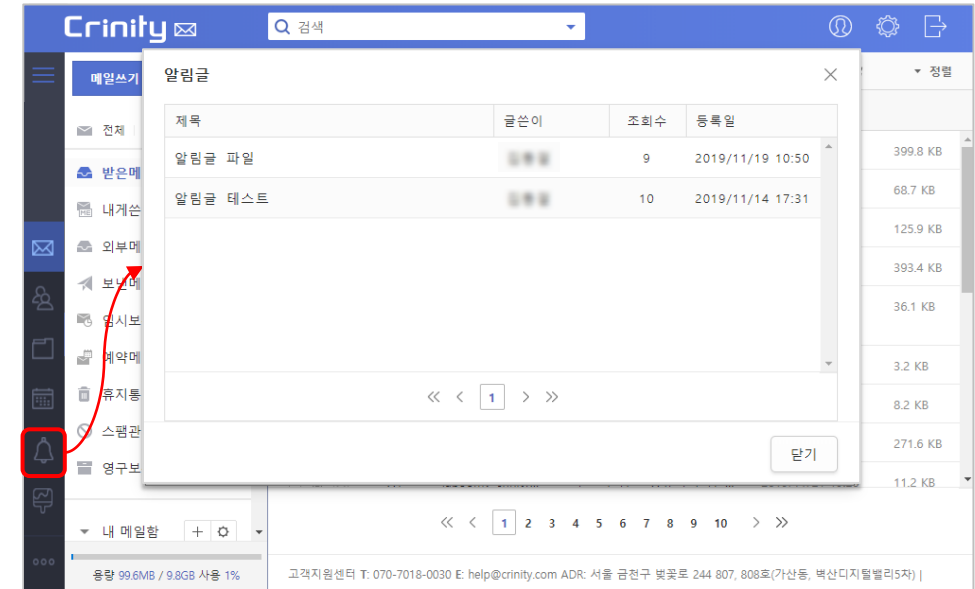 Crinity
검색
메일쓰기
정렬
알림글
제목 글쓴이 조회수 등록일
알림글 파일 9 2019/11/19 10:50
알림글 테스트 10 2019/11/14 17:31
1
닫기
전체
받은메
내게쓴
외부메
보낸메
임시보
예약메
휴지통
스팸관
영구보
내 메일함
용량 99.6MB / 9.8GB 사용 1%
399.8 KB
68.7 KB
125.9 KB
393.4 KB
36.1 KB
3.2 KB
8.2 KB
271.6 KB
11.2 KB
1 2 3 4 5 6 7 8 9 10
고객지원센터 T: 070-7018-0030 E: help@crinity.com ADR: 서울 금천구 벚꽃로 244 807, 808호(가산동, 벽산디지털밸리5차) |